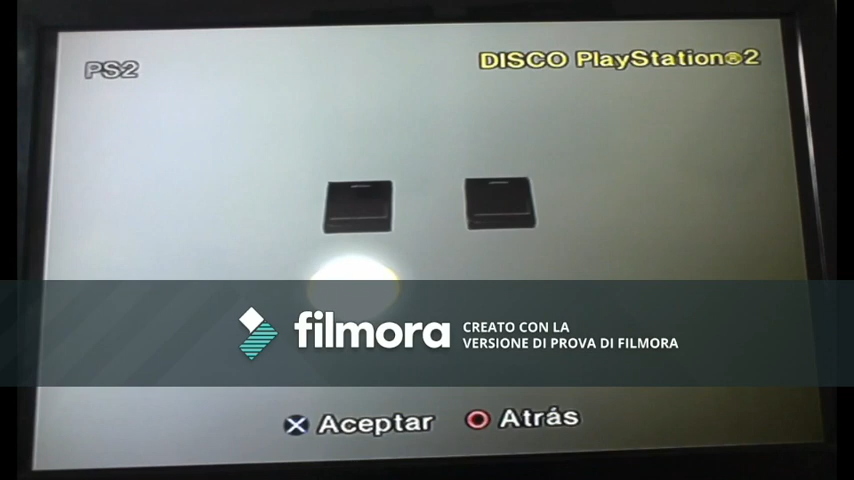 PS2
DISCO PlayStation®2
filmora
CREATO CON LA
VERSIONE DI PROVA DI FILMORA
Aceptar
Atrás